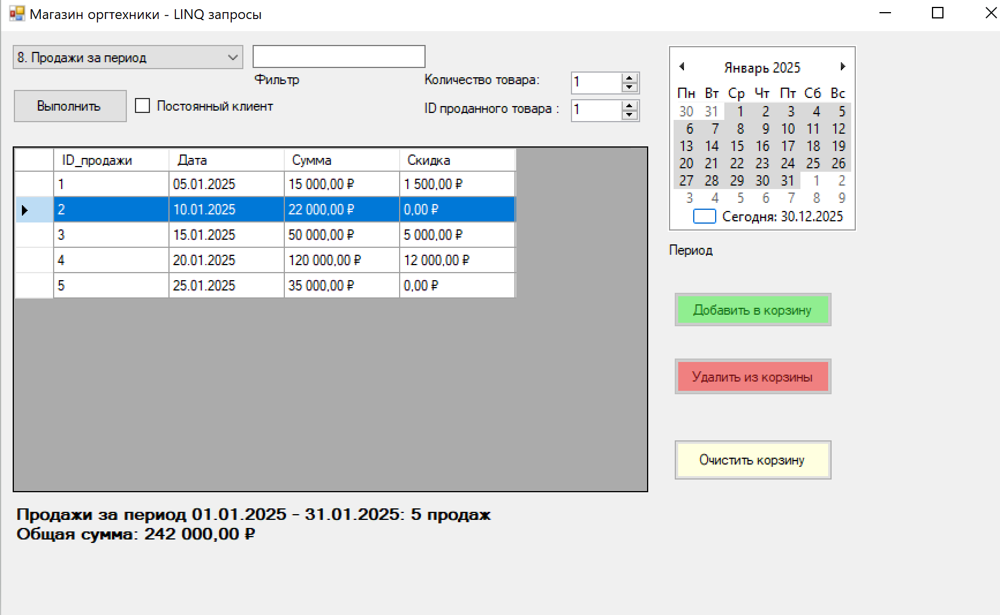 Магазин оргтехники - LINQ запросы
8. Продажи за период
Фильтр
Количество товара: 1
Выполнить
Постоянный клиент
ID проданного товара : 1
Январь 2025
Пн Вт Ср Чт Пт Сб Вс
30 31 1 2 3 4 5
6 7 8 9 10 11 12
13 14 15 16 17 18 19
20 21 22 23 24 25 26
27 28 29 30 31 1 2
3 4 5 6 7 8 9
Сегодня: 30.12.2025
Период
ID_продажи Дата Сумма Скидка
1 05.01.2025 15 000,00 ₽ 1 500,00 ₽
2 10.01.2025 22 000,00 ₽ 0,00 ₽
3 15.01.2025 50 000,00 ₽ 5 000,00 ₽
4 20.01.2025 120 000,00 ₽ 12 000,00 ₽
5 25.01.2025 35 000,00 ₽ 0,00 ₽
Добавить в корзину
Удалить из корзины
Очистить корзину
Продажи за период 01.01.2025 - 31.01.2025: 5 продаж
Общая сумма: 242 000,00 ₽